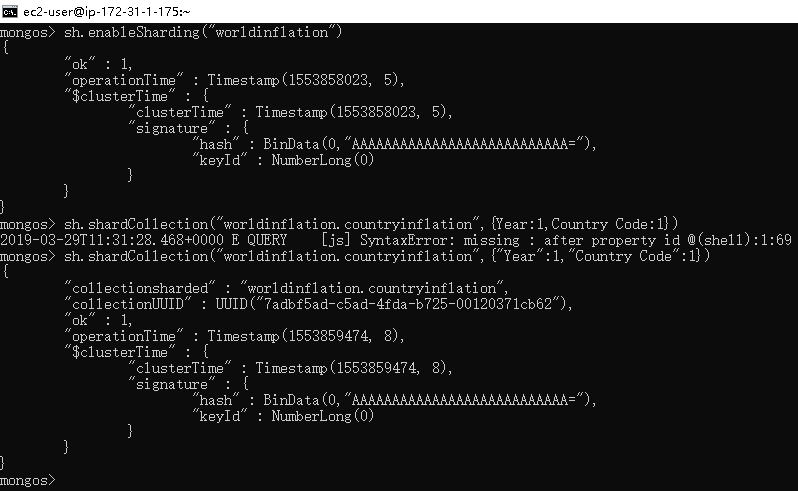 ec2-user@ip-172-31-1-175:~
mongos> sh.enableSharding("worldinflation")
{
        "ok" : 1,
        "operationTime" : Timestamp(1553858023, 5),
        "$clusterTime" : {
                "clusterTime" : Timestamp(1553858023, 5),
                "signature" : {
                        "hash" : BinData(0,"AAAAAAAAAAAAAAAAAAAAAAAAAAA="),
                        "keyId" : NumberLong(0)
                }
        }
}
mongos> sh.shardCollection("worldinflation.countryinflation",{Year:1,Country Code:1})
2019-03-29T11:31:28.468+0000 E QUERY    [js] SyntaxError: missing : after property id @(shell):1:69
mongos> sh.shardCollection("worldinflation.countryinflation",{"Year":1,"Country Code":1})
{
        "collectionsharded" : "worldinflation.countryinflation",
        "collectionUUID" : UUID("7adbf5ad-c5ad-4fda-b725-00120371cb62"),
        "ok" : 1,
        "operationTime" : Timestamp(1553859474, 8),
        "$clusterTime" : {
                "clusterTime" : Timestamp(1553859474, 8),
                "signature" : {
                        "hash" : BinData(0,"AAAAAAAAAAAAAAAAAAAAAAAAAAA="),
                        "keyId" : NumberLong(0)
                }
        }
}
mongos>